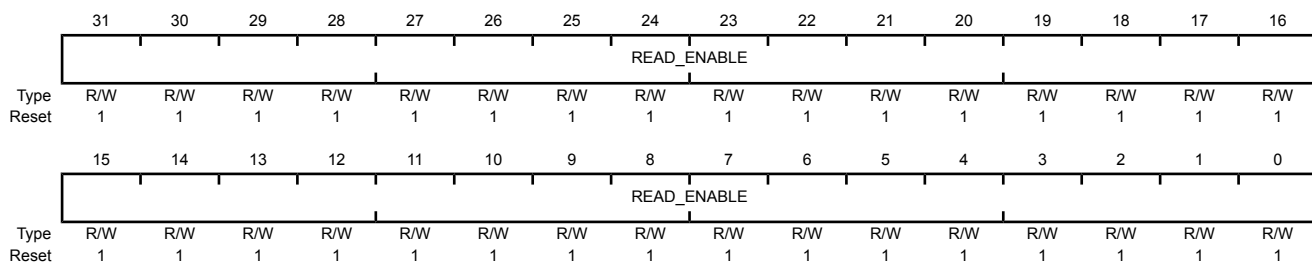 31 30 29 28 27 26 25 24 23 22 21 20 19 18 17 16
READ_ENABLE
Type R/W R/W R/W R/W R/W R/W R/W R/W R/W R/W R/W R/W R/W R/W R/W R/W
Reset 1 1 1 1 1 1 1 1 1 1 1 1 1 1 1 1
15 14 13 12 11 10 9 8 7 6 5 4 3 2 1 0
READ_ENABLE
Type R/W R/W R/W R/W R/W R/W R/W R/W R/W R/W R/W R/W R/W R/W R/W R/W
Reset 1 1 1 1 1 1 1 1 1 1 1 1 1 1 1 1